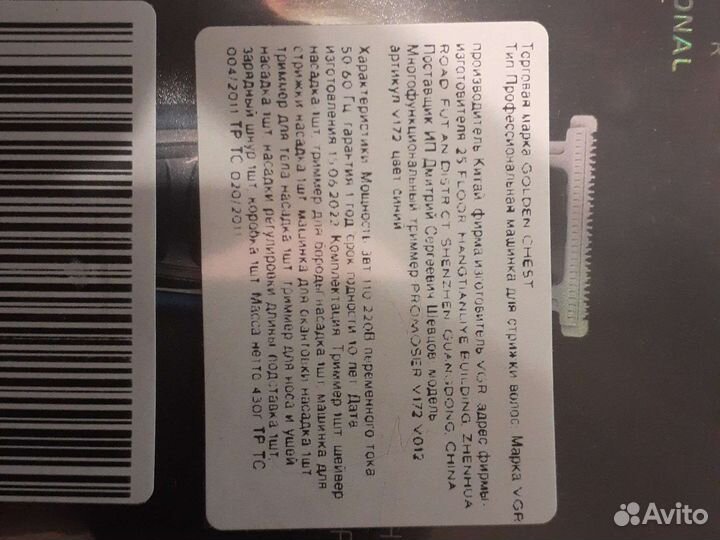 Торговая марка GOLDEN CHEST
Тип Профессиональная машинка для стрижки волос. Марка VGR
производитель Китай фирма изготовитель VGR адрес фирмы-
изготовителя 25 FLOOR HANGTIANLIYE BUILDING, ZHENHUA
ROAD FUTAN DISTRICT SHENZHEN GUANGDONG, CHINA
Поставщик ИП Дмитрий Сергеевич Шевцов модель
Многофункциональный триммер PROMOSER V172 V012
артикул V172 цвет синий
Характеристики Мощность 3Вт 110 220В переменного тока
50 60 Гц гарантия 1 год срок годности 10 лет Дата
изготовления 15 06 2022 Комплектация Триммер 1шт шейвер
насадка 1шт, триммер для бороды насадка 1шт, машинка для
стрижки насадка 1шт машинка для окантовки насадка 1шт
триммер для тела насадка 1шт триммер для носа и ушей
насадка 1шт насадки регулировки длины подставка 1шт,
зарядный шнур 1шт коробка 1шт Масса нетто 430г ТР ТС
004/2011 ТР ТС 020/2011
ONAL
Avito